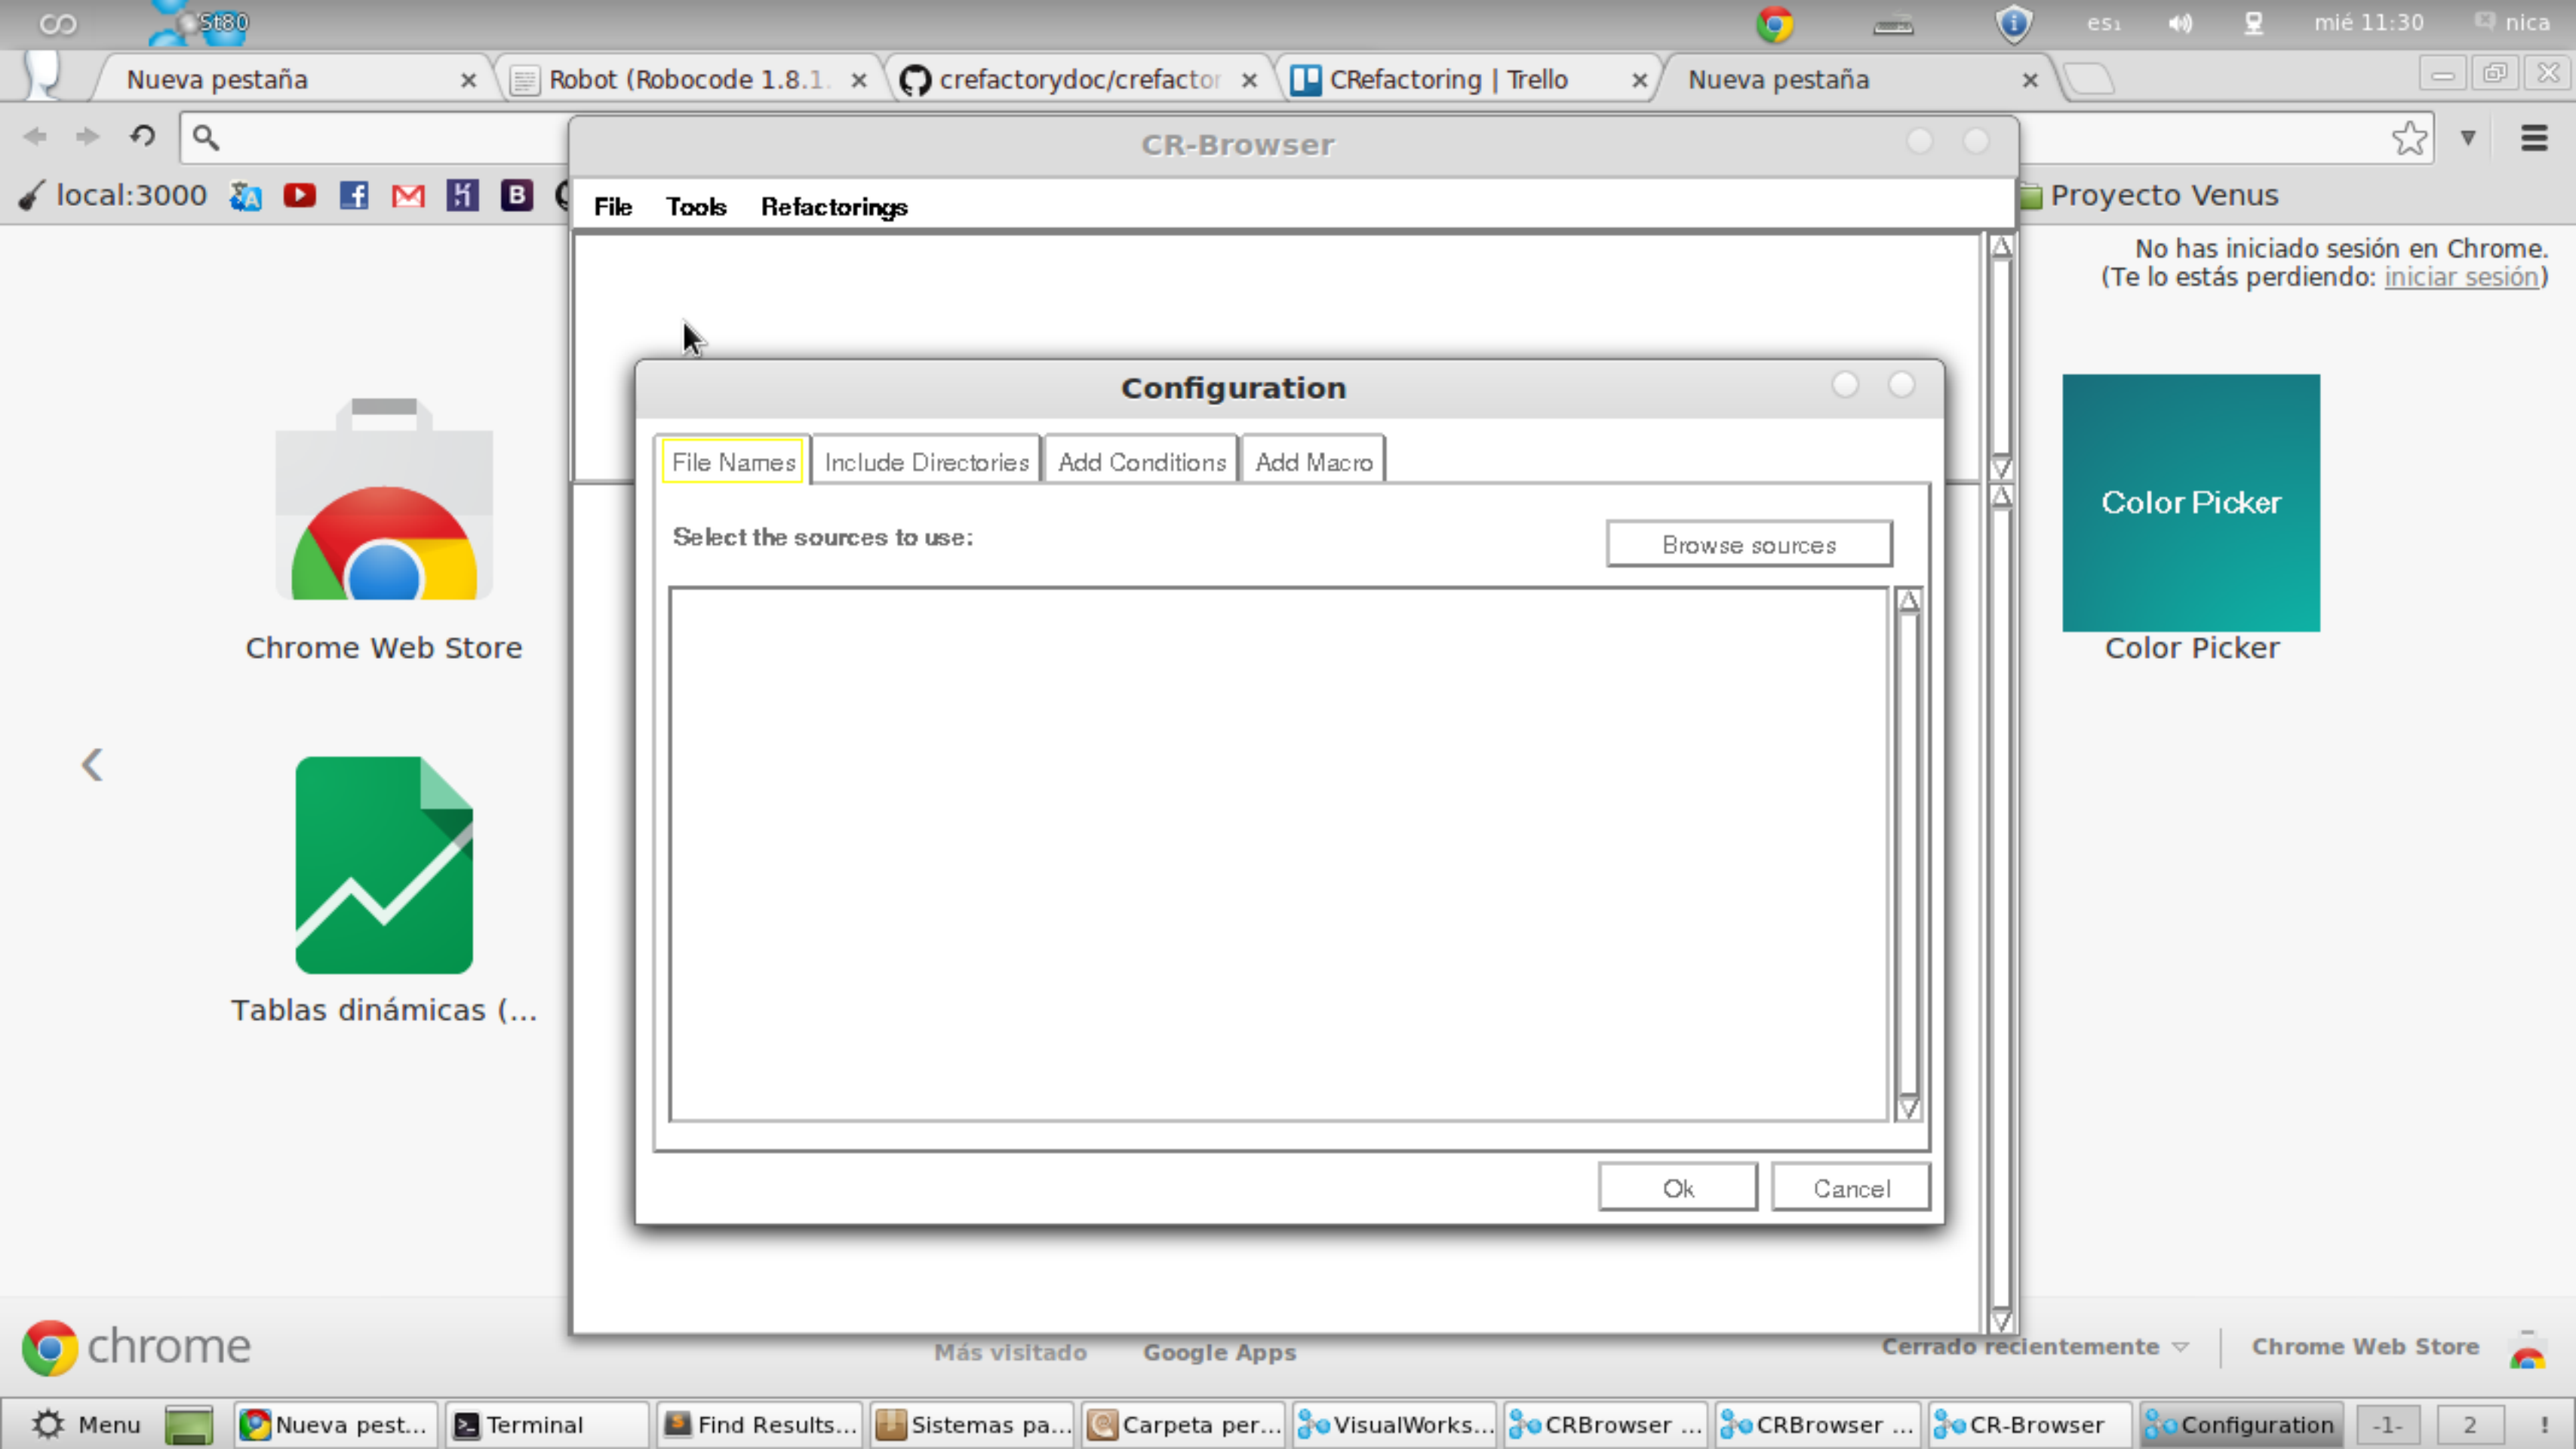 St80
es1
mié 11:30
nica
Nueva pestaña
Robot (Robocode 1.8.1.
crefactorydoc/crefactor
CRefactoring | Trello
Nueva pestaña
CR-Browser
local:3000
Proyecto Venus
File Tools Refactorings
No has iniciado sesión en Chrome.
(Te lo estás perdiendo: iniciar sesión)
Configuration
File Names
Include Directories
Add Conditions
Add Macro
Select the sources to use:
Browse sources
Color Picker
Chrome Web Store
Color Picker
Tablas dinámicas (...
Ok
Cancel
chrome
Más visitado
Google Apps
Cerrado recientemente
Chrome Web Store
Menu
Nueva pest...
Terminal
Find Results...
Sistemas pa...
Carpeta per...
VisualWorks...
CRBrowser ...
CRBrowser ...
CR-Browser
Configuration
-1-
2
!